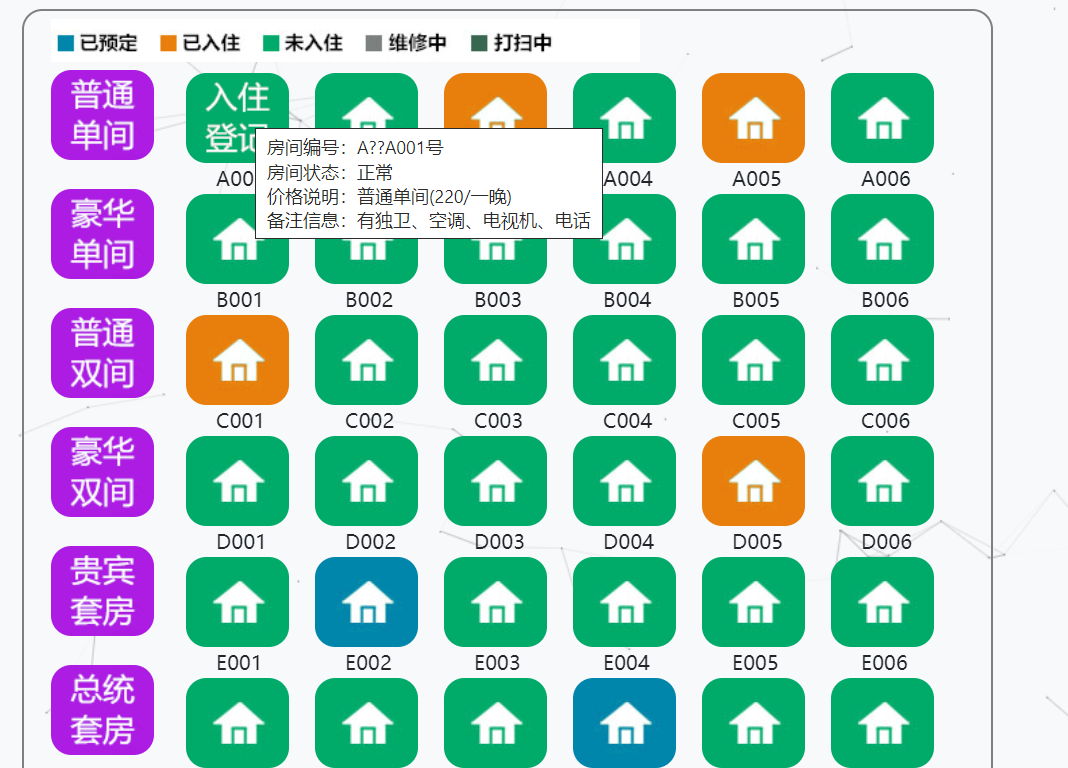 已预定 已入住 未入住 维修中 打扫中
普通
单间
入住
登记
房间编号：A??A001号
房间状态：正常
价格说明：普通单间(220/一晚)
备注信息：有独卫、空调、电视机、电话
A00
A004
A005
A006
豪华
单间
B001
B002
B003
B004
B005
B006
普通
双间
C001
C002
C003
C004
C005
C006
豪华
双间
D001
D002
D003
D004
D005
D006
贵宾
套房
E001
E002
E003
E004
E005
E006
总统
套房